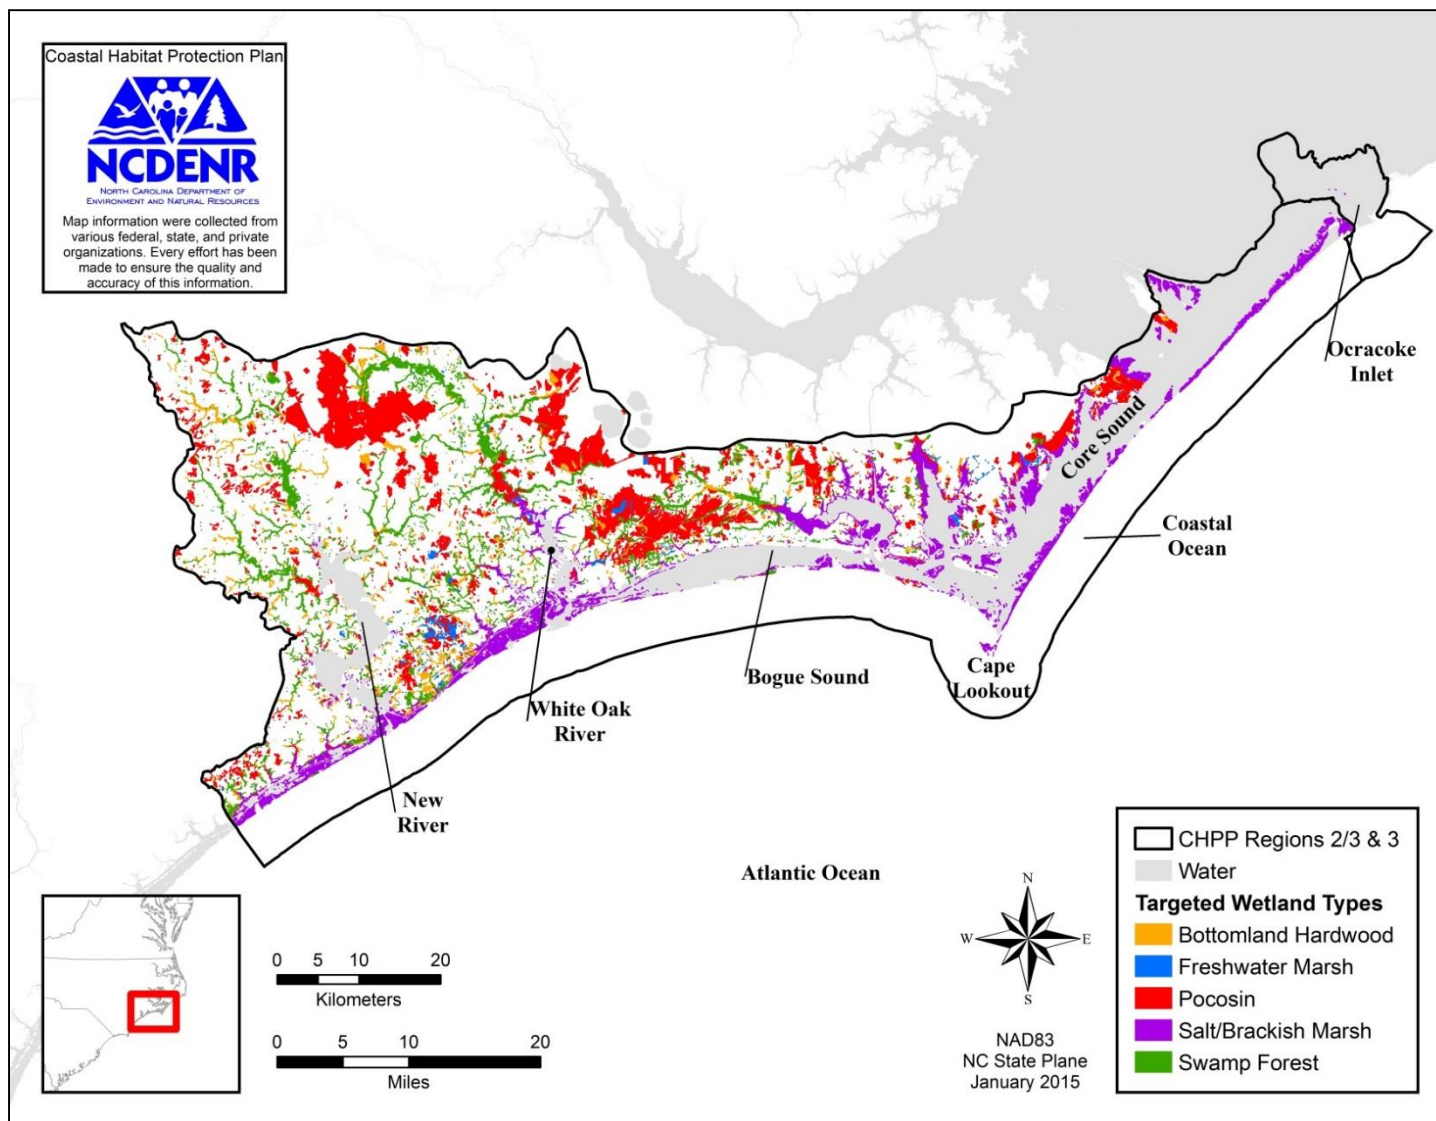 Coastal Habitat Protection Plan
NCDENR
NORTH CAROLINA DEPARTMENT OF
ENVIRONMENT AND NATURAL RESOURCES
Map information were collected from
various federal, state, and private
organizations. Every effort has been
made to ensure the quality and
accuracy of this information.
Ocracoke
Inlet
Core Sound
Coastal
Ocean
Cape
Lookout
Bogue Sound
White Oak
River
New
River
Atlantic Ocean
0 5 10 20
Kilometers
0 5 10 20
Miles
N
W E
S
NAD83
NC State Plane
January 2015
CHPP Regions 2/3 & 3
Water
Targeted Wetland Types
Bottomland Hardwood
Freshwater Marsh
Pocosin
Salt/Brackish Marsh
Swamp Forest